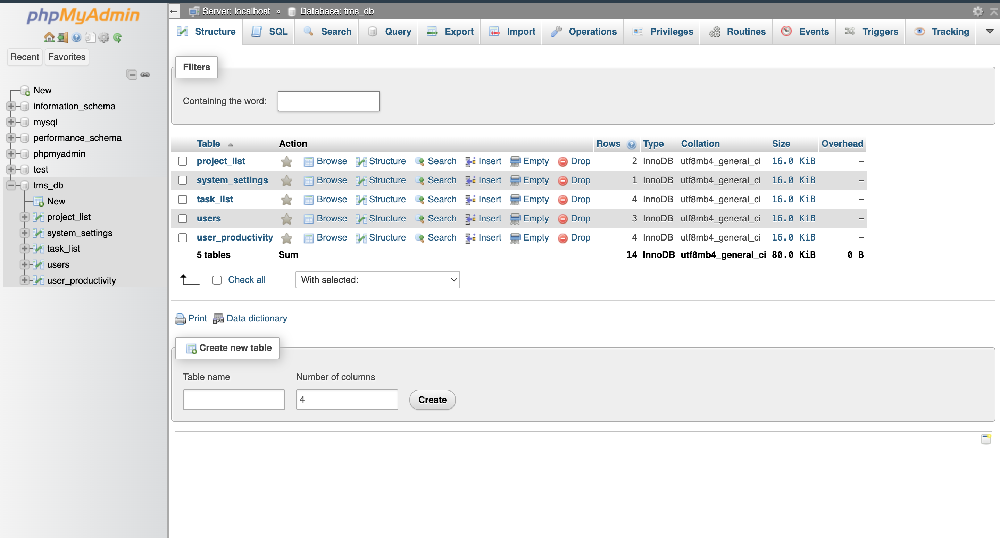 phpMyAdmin
Recent Favorites
New
information_schema
mysql
performance_schema
phpmyadmin
test
tms_db
New
project_list
system_settings
task_list
users
user_productivity
Server: localhost » Database: tms_db
Structure SQL Search Query Export Import Operations Privileges Routines Events Triggers Tracking
Filters
Containing the word:
Table Action Rows Type Collation Size Overhead
project_list Browse Structure Search Insert Empty Drop 2 InnoDB utf8mb4_general_ci 16.0 KiB –
system_settings Browse Structure Search Insert Empty Drop 1 InnoDB utf8mb4_general_ci 16.0 KiB –
task_list Browse Structure Search Insert Empty Drop 4 InnoDB utf8mb4_general_ci 16.0 KiB –
users Browse Structure Search Insert Empty Drop 3 InnoDB utf8mb4_general_ci 16.0 KiB –
user_productivity Browse Structure Search Insert Empty Drop 4 InnoDB utf8mb4_general_ci 16.0 KiB –
5 tables Sum 14 InnoDB utf8mb4_general_ci 80.0 KiB 0 B
Check all With selected:
Print Data dictionary
Create new table
Table name Number of columns
4 Create